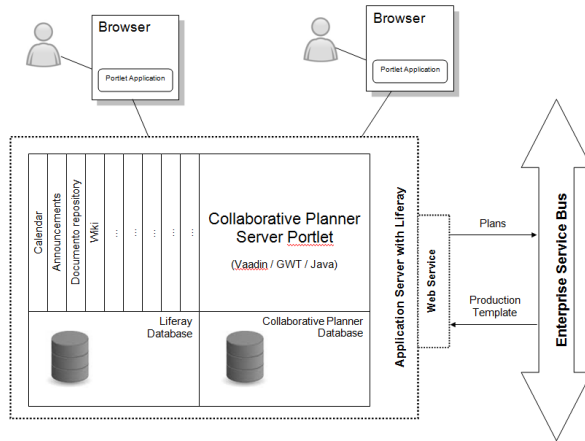 Browser
Portlet Application
Browser
Portlet Application
Calendar
Announcements
Documento repository
Wiki
...
...
...
...
...
Collaborative Planner
Server Portlet
(Vaadin / GWT / Java)
Liferay
Database
Collaborative Planner
Database
Application Server with Liferay
Web Service
Plans
Production
Template
Enterprise Service Bus